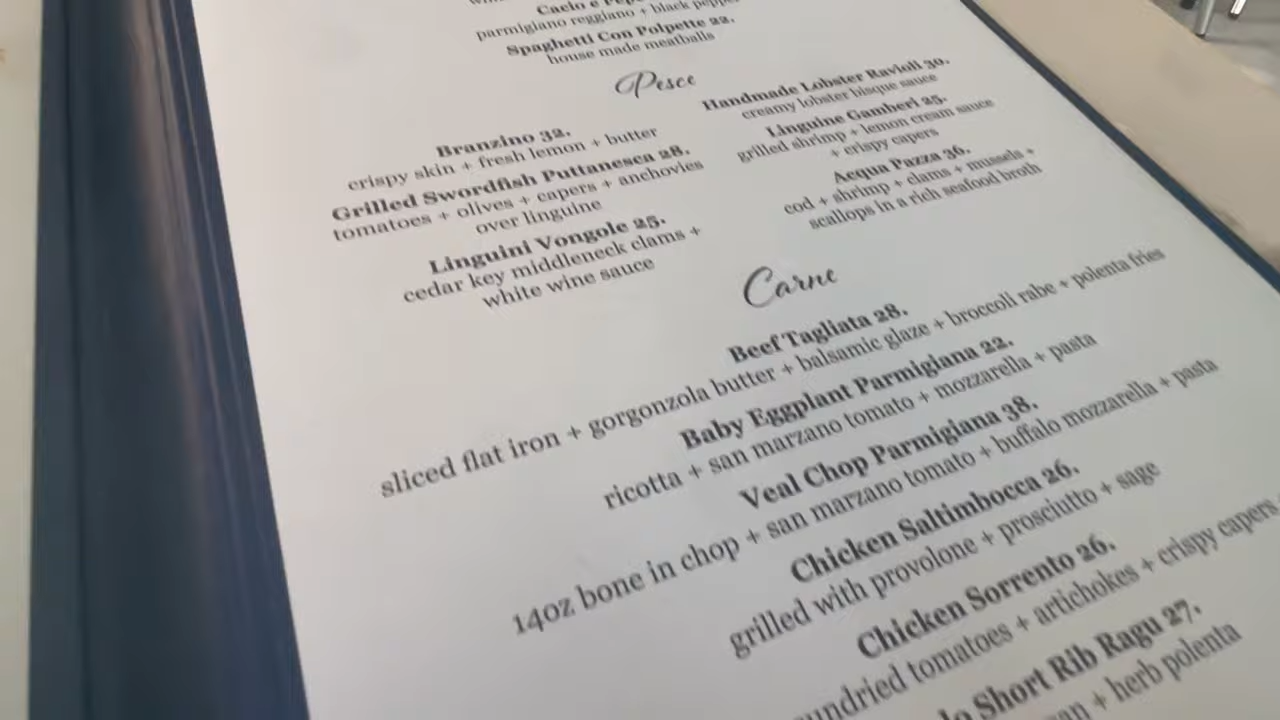 Cacio e Pepe
parmigiano reggiano + black pepper
Spaghetti Con Polpette 22.
house made meatballs
Pesce
Branzino 32.
crispy skin + fresh lemon + butter
Grilled Swordfish Puttanesca 28.
tomatoes + olives + capers + anchovies
over linguine
Linguini Vongole 25.
cedar key middleneck clams +
white wine sauce
Handmade Lobster Ravioli 30.
creamy lobster bisque sauce
Linguine Gamberi 25.
grilled shrimp + lemon cream sauce
+ crispy capers
Acqua Pazza 36.
cod + shrimp + clams + mussels +
scallops in a rich seafood broth
Carne
Beef Tagliata 28.
sliced flat iron + gorgonzola butter + balsamic glaze + broccoli rabe + polenta fries
Baby Eggplant Parmigiana 22.
ricotta + san marzano tomato + mozzarella + pasta
Veal Chop Parmigiana 38.
14oz bone in chop + san marzano tomato + buffalo mozzarella + pasta
Chicken Saltimbocca 26.
grilled with provolone + prosciutto + sage
Chicken Sorrento 26.
sundried tomatoes + artichokes + crispy capers
Short Rib Ragu 27.
+ herb polenta